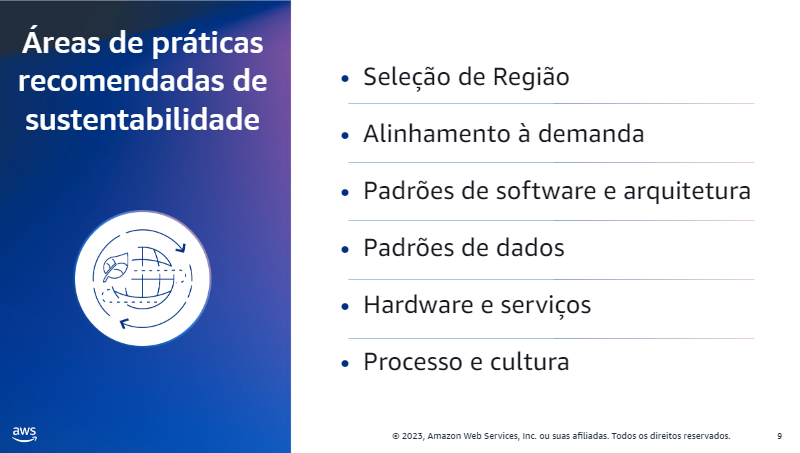 Áreas de práticas
recomendadas de
sustentabilidade
• Seleção de Região
• Alinhamento à demanda
• Padrões de software e arquitetura
• Padrões de dados
• Hardware e serviços
• Processo e cultura
aws
© 2023, Amazon Web Services, Inc. ou suas afiliadas. Todos os direitos reservados.
9